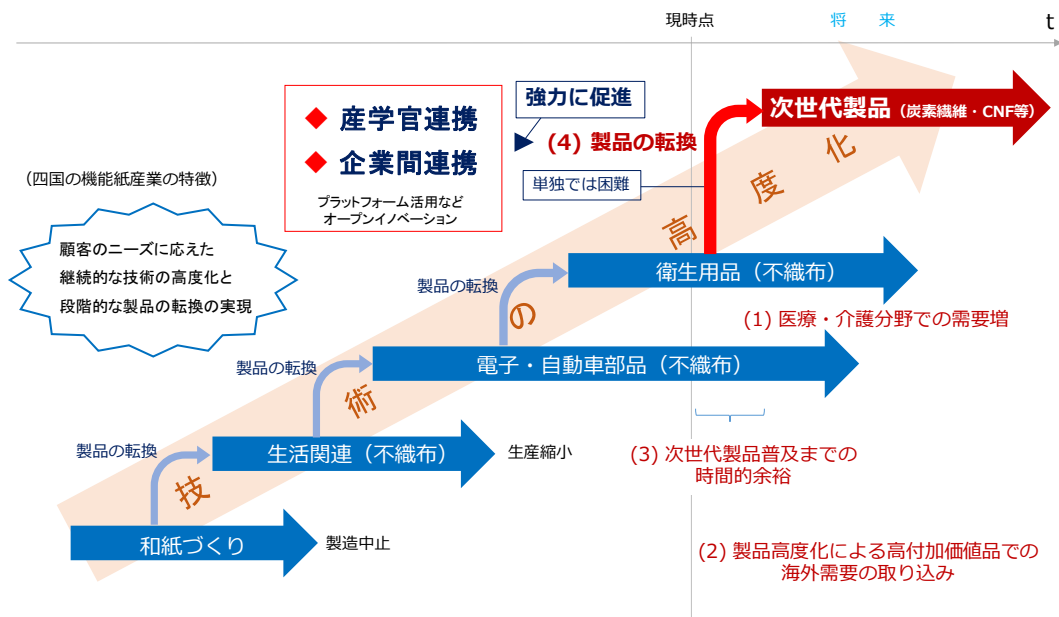 現時点
将 来
t
◆ 産学官連携
◆ 企業間連携
プラットフォーム活用など
オープンイノベーション
強力に促進
(4) 製品の転換
次世代製品（炭素繊維・CNF等）
単独では困難
（四国の機能紙産業の特徴）
顧客のニーズに応えた
継続的な技術の高度化と
段階的な製品の転換の実現
技術の高度化
製品の転換
衛生用品（不織布）
(1) 医療・介護分野での需要増
製品の転換
電子・自動車部品（不織布）
製品の転換
生活関連（不織布）
生産縮小
(3) 次世代製品普及までの
時間的余裕
和紙づくり
製造中止
(2) 製品高度化による高付加価値品での
海外需要の取り込み